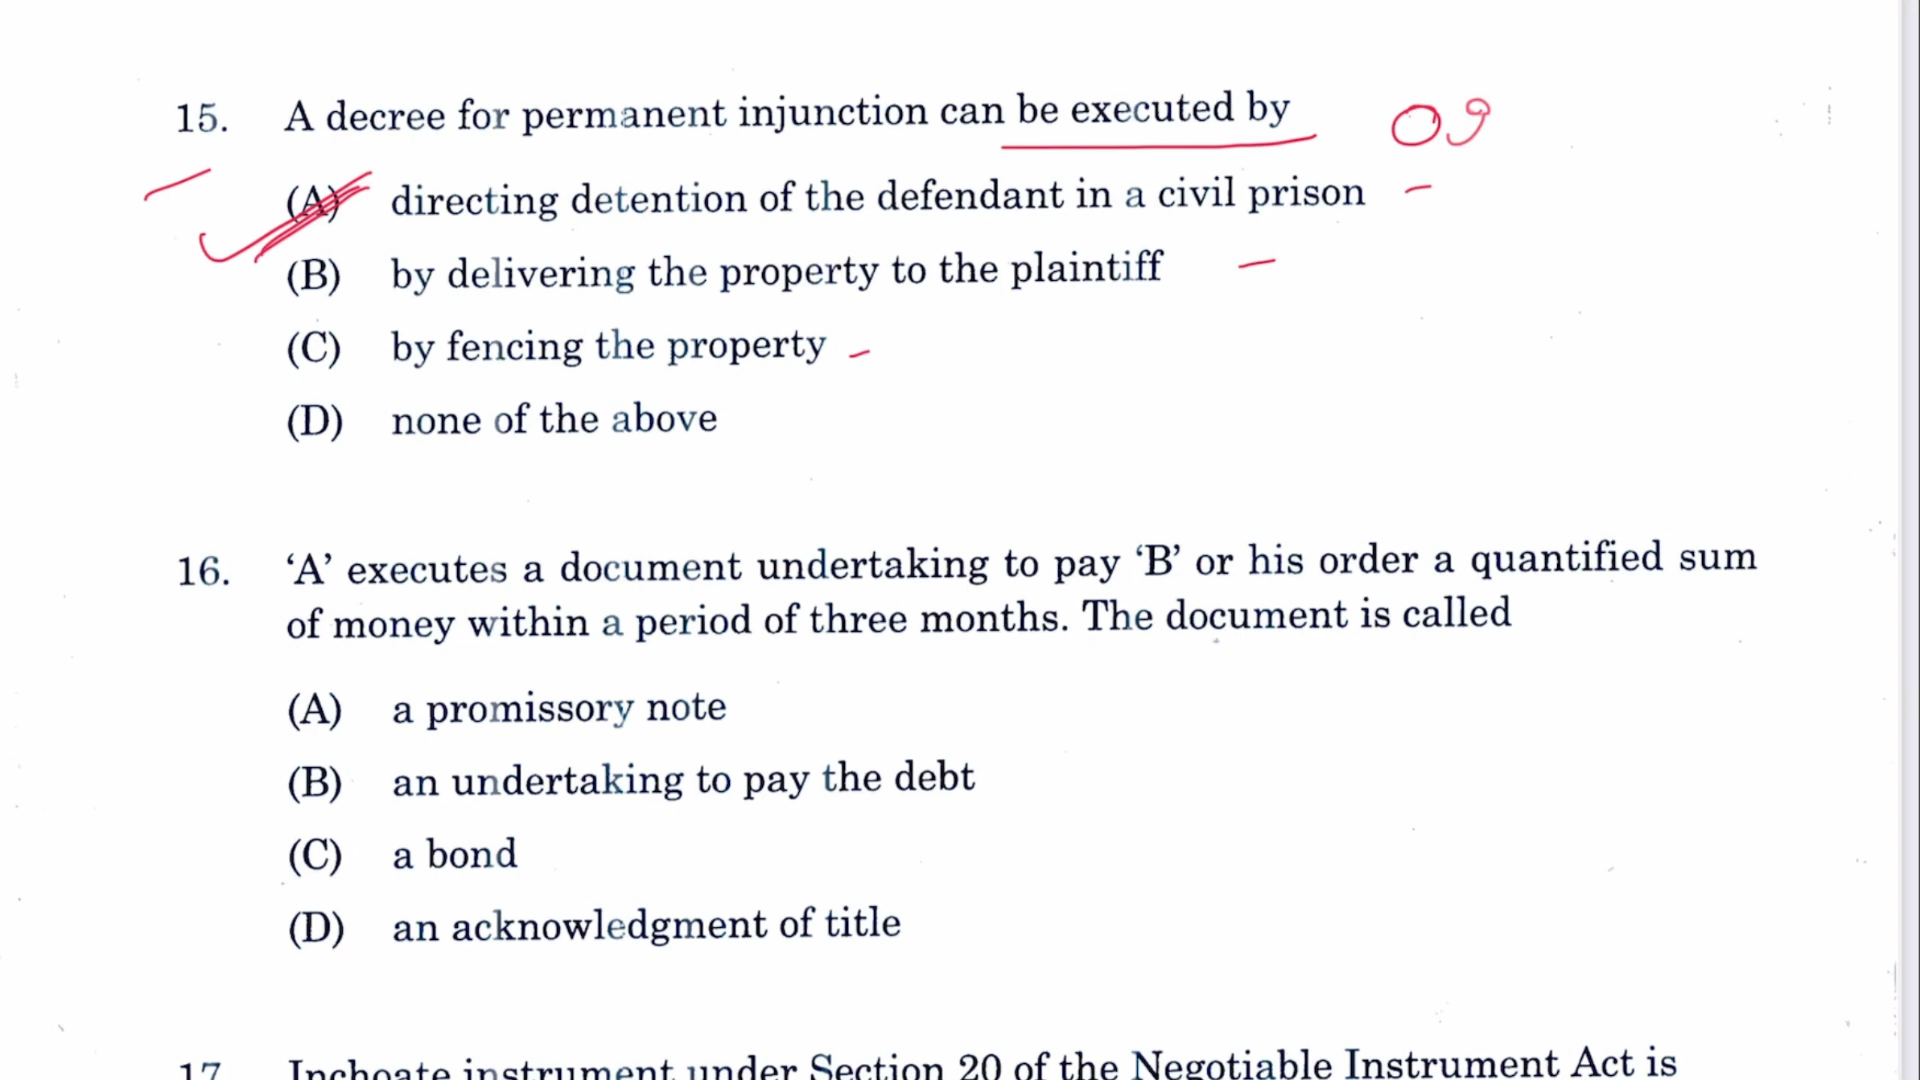 15. A decree for permanent injunction can be executed by
(A) directing detention of the defendant in a civil prison
(B) by delivering the property to the plaintiff
(C) by fencing the property
(D) none of the above
16. ‘A’ executes a document undertaking to pay ‘B’ or his order a quantified sum
of money within a period of three months. The document is called
(A) a promissory note
(B) an undertaking to pay the debt
(C) a bond
(D) an acknowledgment of title
17 Inchoate instrument under Section 20 of the Negotiable Instrument Act is